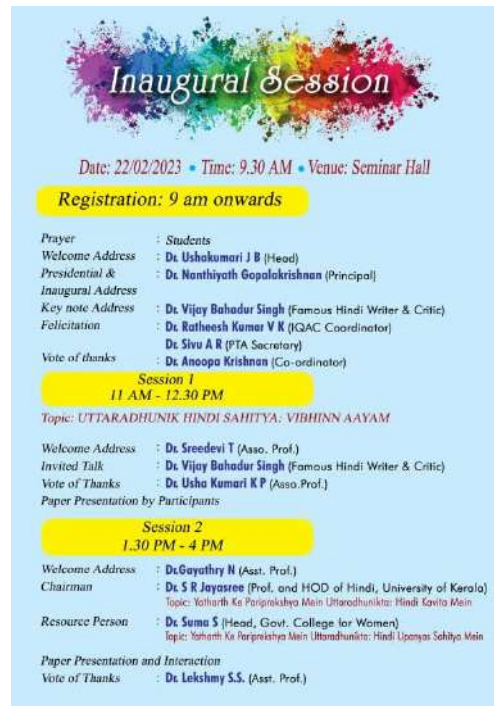 Inaugural Session
Date: 22/02/2023 • Time: 9.30 AM • Venue: Seminar Hall
Registration: 9 am onwards
Prayer : Students
Welcome Address : Dr. Ushakumari J B (Head)
Presidential & : Dr. Nanthiyath Gopalakrishnan (Principal)
Inaugural Address
Key note Address : Dr. Vijay Bahadur Singh (Famous Hindi Writer & Critic)
Felicitation : Dr. Ratheesh Kumar V K (IQAC Coordinator)
Dr. Sivu A R (PTA Secretary)
Vote of thanks : Dr. Anoopa Krishnan (Co-ordinator)
Session 1
11 AM - 12.30 PM
Topic: UTTARADHUNIK HINDI SAHITYA: VIBHINN AAYAM
Welcome Address : Dr. Sreedevi T (Asso. Prof.)
Invited Talk : Dr. Vijay Bahadur Singh (Famous Hindi Writer & Critic)
Vote of Thanks : Dr. Usha Kumari K P (Asso.Prof.)
Paper Presentation by Participants
Session 2
1.30 PM - 4 PM
Welcome Address : Dr.Gayathry N (Asst. Prof.)
Chairman : Dr. S R Jayasree (Prof. and HOD of Hindi, University of Kerala)
Topic: Yatharth Ke Pariprekshya Mein Uttaradhunikta: Hindi Kavita Mein
Resource Person : Dr. Suma S (Head, Govt. College for Women)
Topic: Yatharth Ke Pariprekshya Mein Uttaradhunikta: Hindi Upanyas Sahitya Mein
Paper Presentation and Interaction
Vote of Thanks : Dr. Lekshmy S.S. (Asst. Prof.)